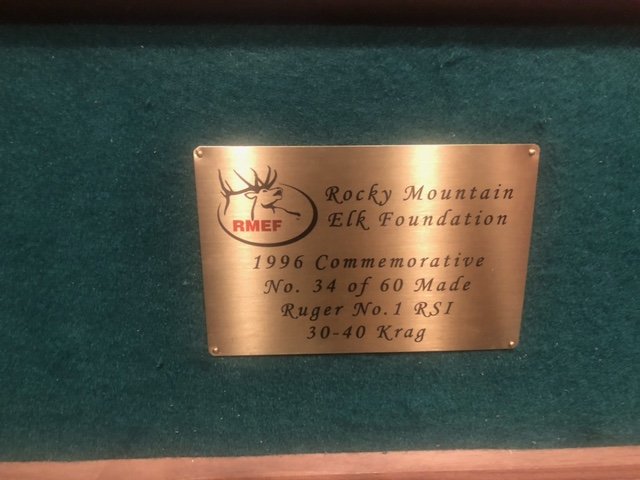 RMEF
Rocky Mountain
Elk Foundation
1996 Commemorative
No. 34 of 60 Made
Ruger No.1 RSI
30-40 Krag